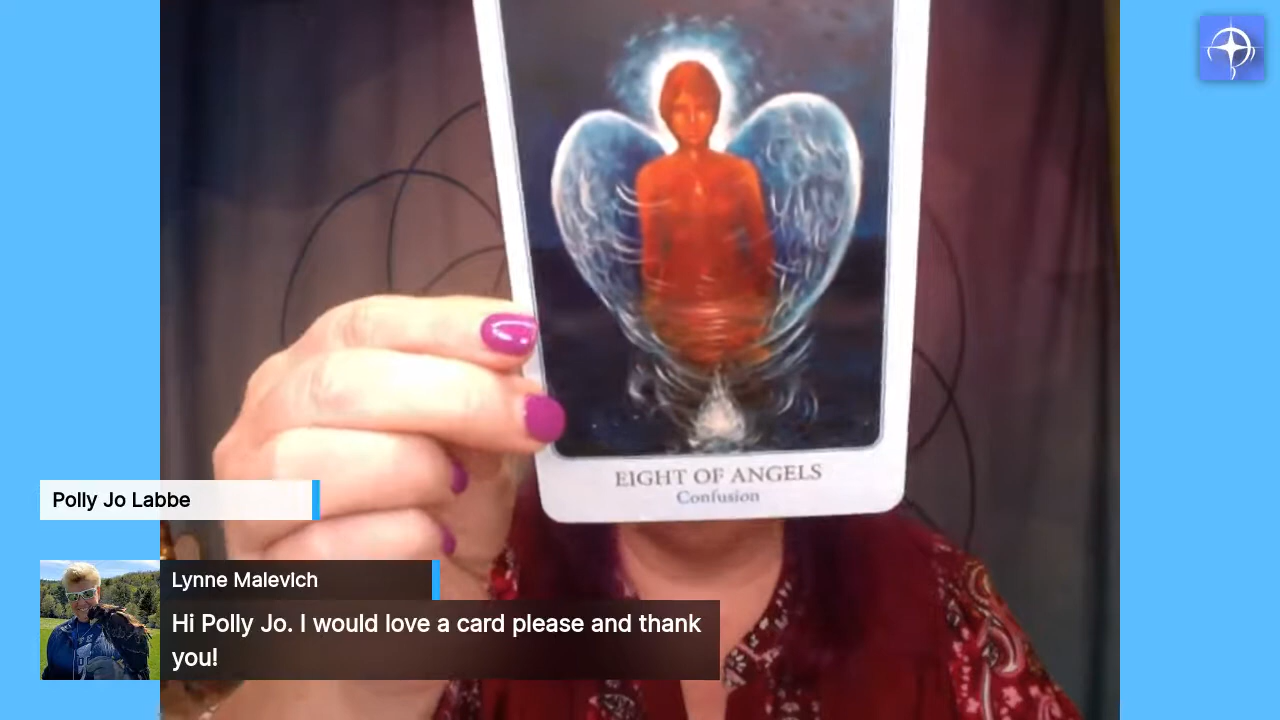 EIGHT OF ANGELS
Confusion
Polly Jo Labbe
Lynne Malevich
Hi Polly Jo. I would love a card please and thank
you!